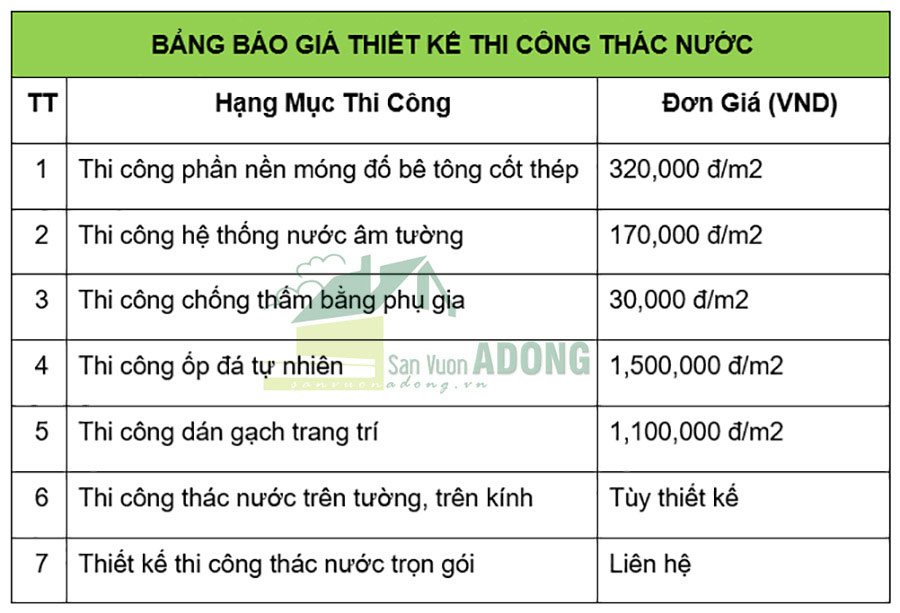 BẢNG BÁO GIÁ THIẾT KẾ THI CÔNG THÁC NƯỚC
TT Hạng Mục Thi Công Đơn Giá (VND)
1 Thi công phần nền móng đố bê tông cốt thép 320,000 đ/m2
2 Thi công hệ thống nước âm tường 170,000 đ/m2
3 Thi công chống thấm bằng phụ gia 30,000 đ/m2
4 Thi công ốp đá tự nhiên 1,500,000 đ/m2
San Vuon ADONG
sanvuonadong.vn
5 Thi công dán gạch trang trí 1,100,000 đ/m2
6 Thi công thác nước trên tường, trên kính Tùy thiết kế
7 Thiết kế thi công thác nước trọn gói Liên hệ